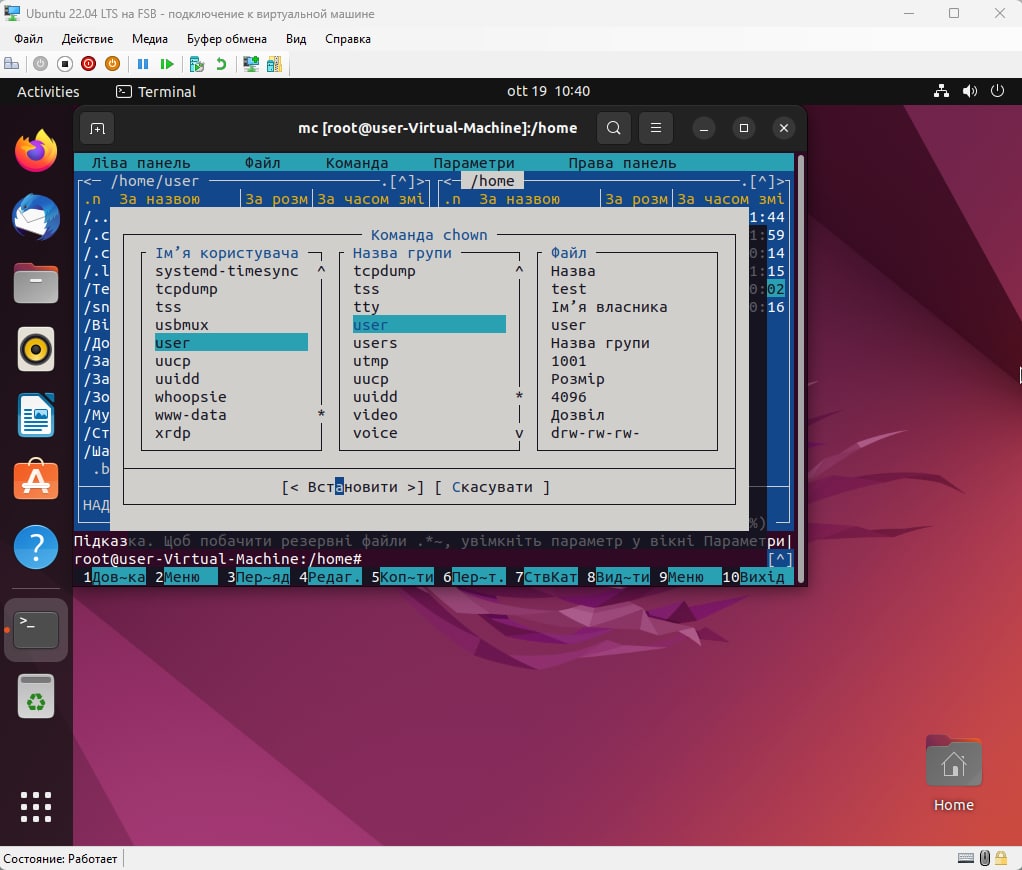 Ubuntu 22.04 LTS на FSB - подключение к виртуальной машине
Файл Действие Медиа Буфер обмена Вид Справка
Activities Terminal ott 19 10:40
mc [root@user-Virtual-Machine]:/home
Ліва панель Файл Команда Параметри Права панель
<─ /home/user .[^]> <─ /home .[^]>
.n За назвою За розм За часом змі .n За назвою За розм За часом змі
/.. 1:44
/.c Команда chown 1:59
/.c Ім’я користувача Назва групи Файл 0:14
/.l systemd-timesync ^ tcpdump ^ Назва 1:15
/Te tcpdump tss test 0:02
/sn tss tty Ім’я власника 0:16
/Ві usbmux user user
/До user users Назва групи
/За uucp utmp 1001
/За uuidd uucp Розмір
/Зо whoopsie uuidd * 4096
/Му www-data * video Дозвіл
/Ст xrdp voice v drw-rw-rw-
/Ша
.b
[< Встановити >] [ Скасувати ]
НАД
%)
Підказка. Щоб побачити резервні файли .*~, увімкніть параметр у вікні Параметри|
root@user-Virtual-Machine:/home# [^]
1Дов~ка 2Меню 3Пер~яд 4Редаг. 5Коп~ти 6Пер~т. 7СтвКат 8Вид~ти 9Меню 10Вихід
Home
Состояние: Работает